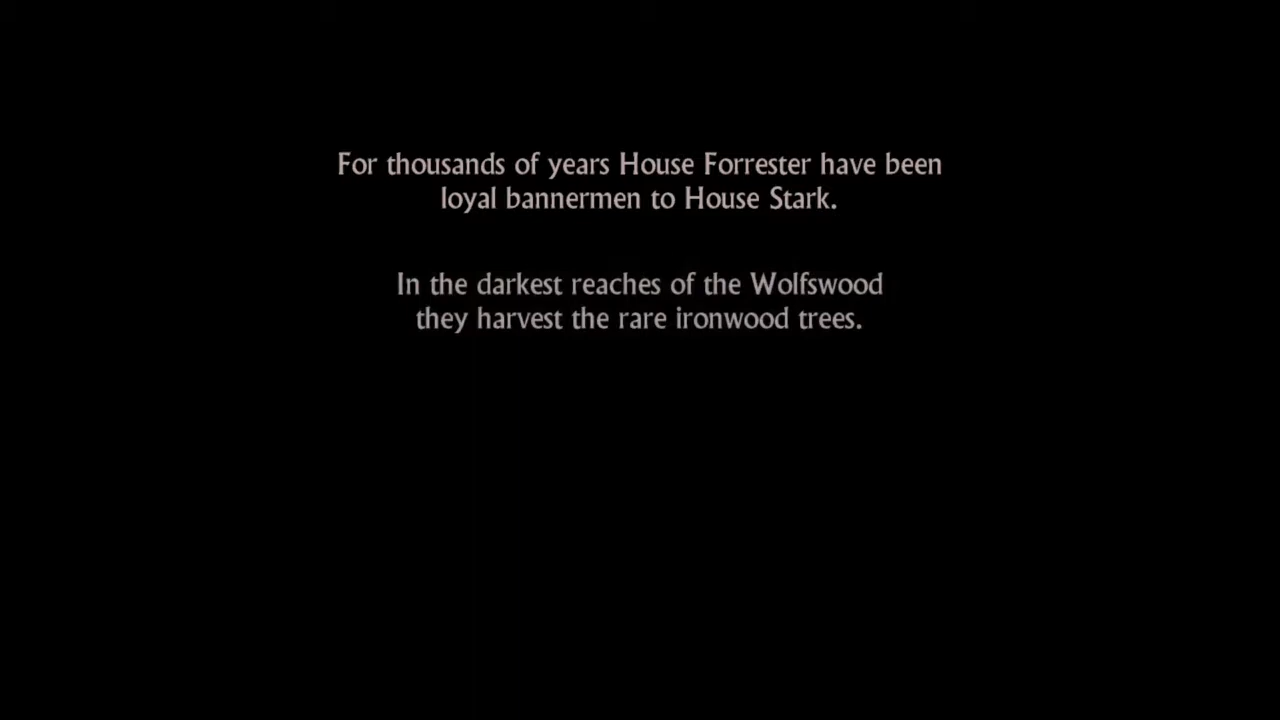 For thousands of years House Forrester have been
loyal bannermen to House Stark.
In the darkest reaches of the Wolfswood
they harvest the rare ironwood trees.